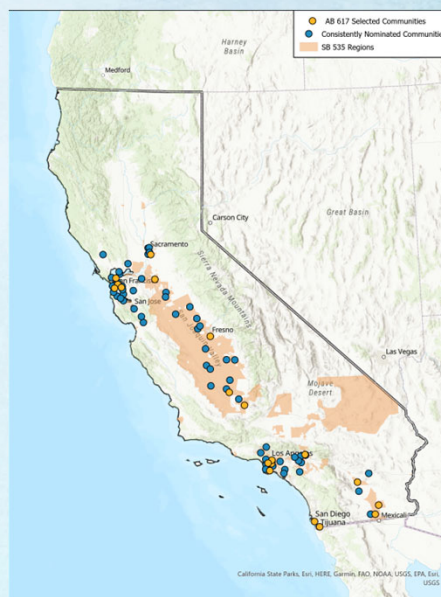 AB 617 Selected Communities
Consistently Nominated Communitie
SB 535 Regions
Harney
Basin
Medford
Carson City
Great Basin
Sacramento
Sierra Nevada Mountains
San Jose
Fresno
Las Vegas
Mojave
Desert
Los Angeles
San Diego
Tijuana
Mexicali
California State Parks, Esri, HERE, Garmin, FAO, NOAA, USGS, EPA, Esri,
USGS